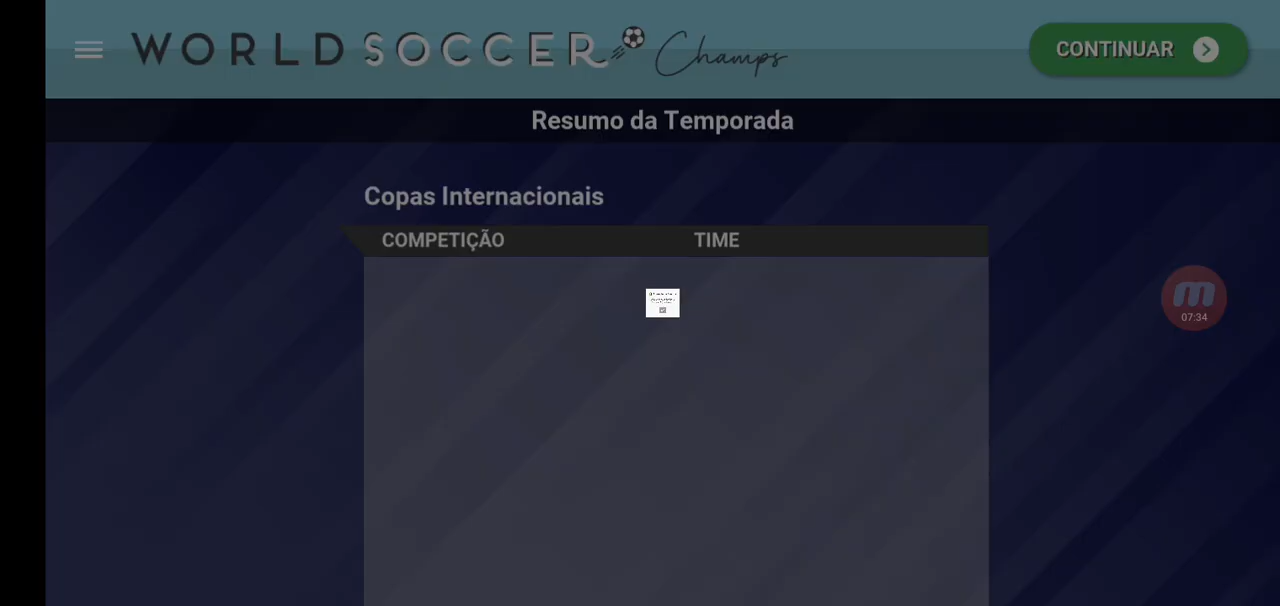 WORLD SOCCER Champs
CONTINUAR
Resumo da Temporada
Copas Internacionais
COMPETIÇÃO TIME
m
07:34